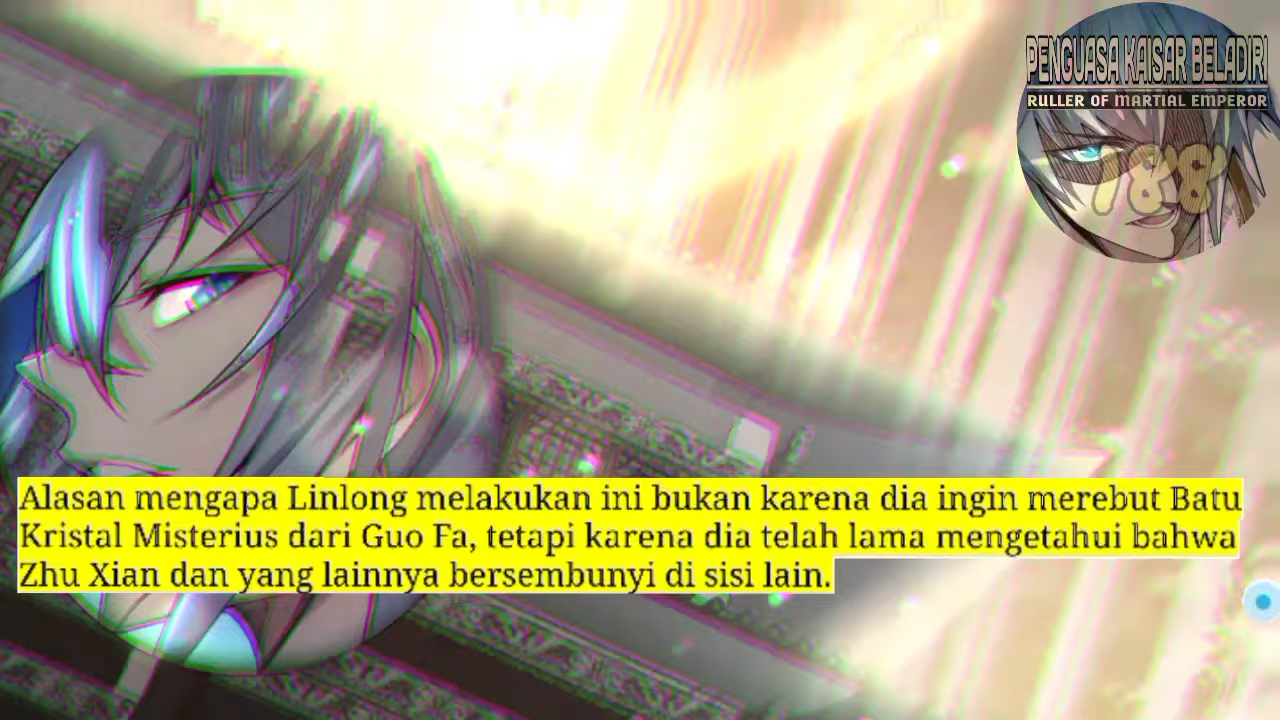 PENGUASA KAISAR BELADIRI
RULLER OF MARTIAL EMPEROR
188
Alasan mengapa Linlong melakukan ini bukan karena dia ingin merebut Batu
Kristal Misterius dari Guo Fa, tetapi karena dia telah lama mengetahui bahwa
Zhu Xian dan yang lainnya bersembunyi di sisi lain.